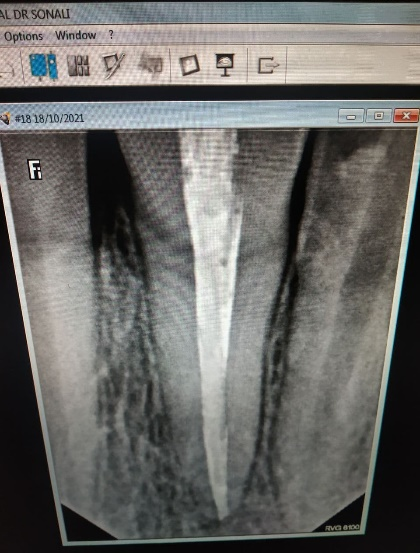 AL DR SONALI
Options Window ?
#18 18/10/2021
Fi
RVG 6100